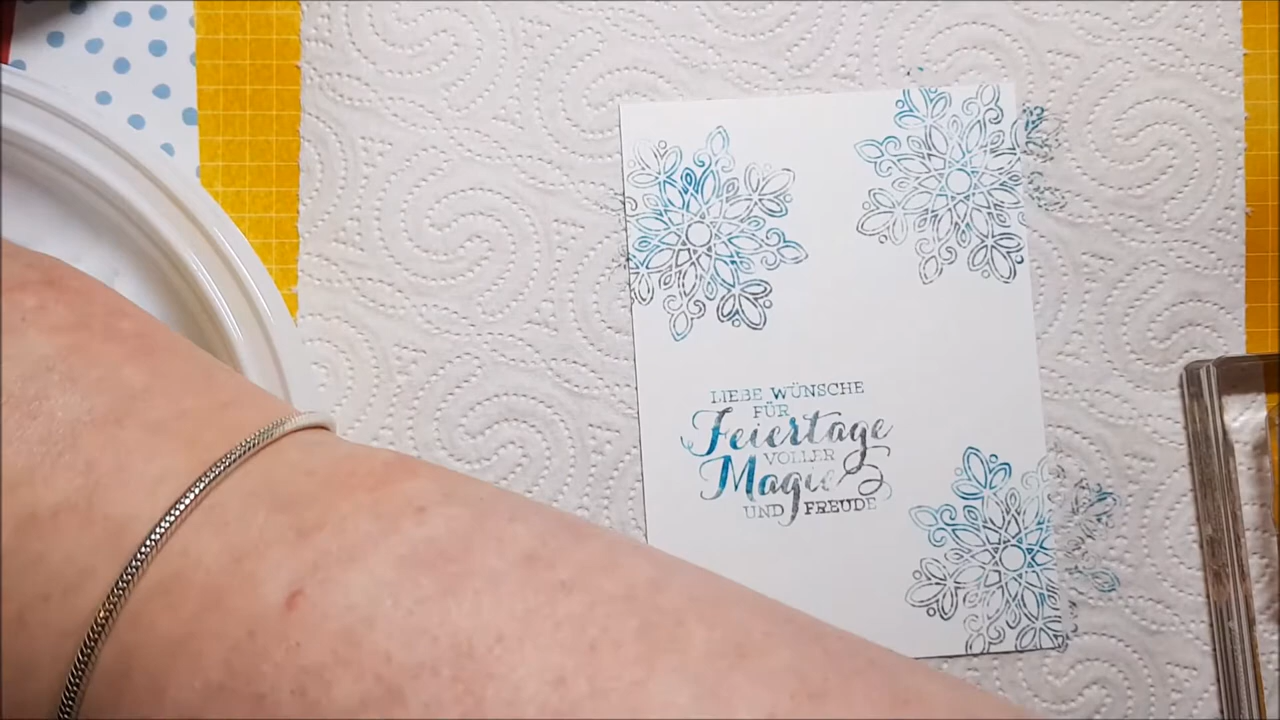 LIEBE WÜNSCHE
FÜR
Feiertage
VOLLER
Magie
UND FREUDE